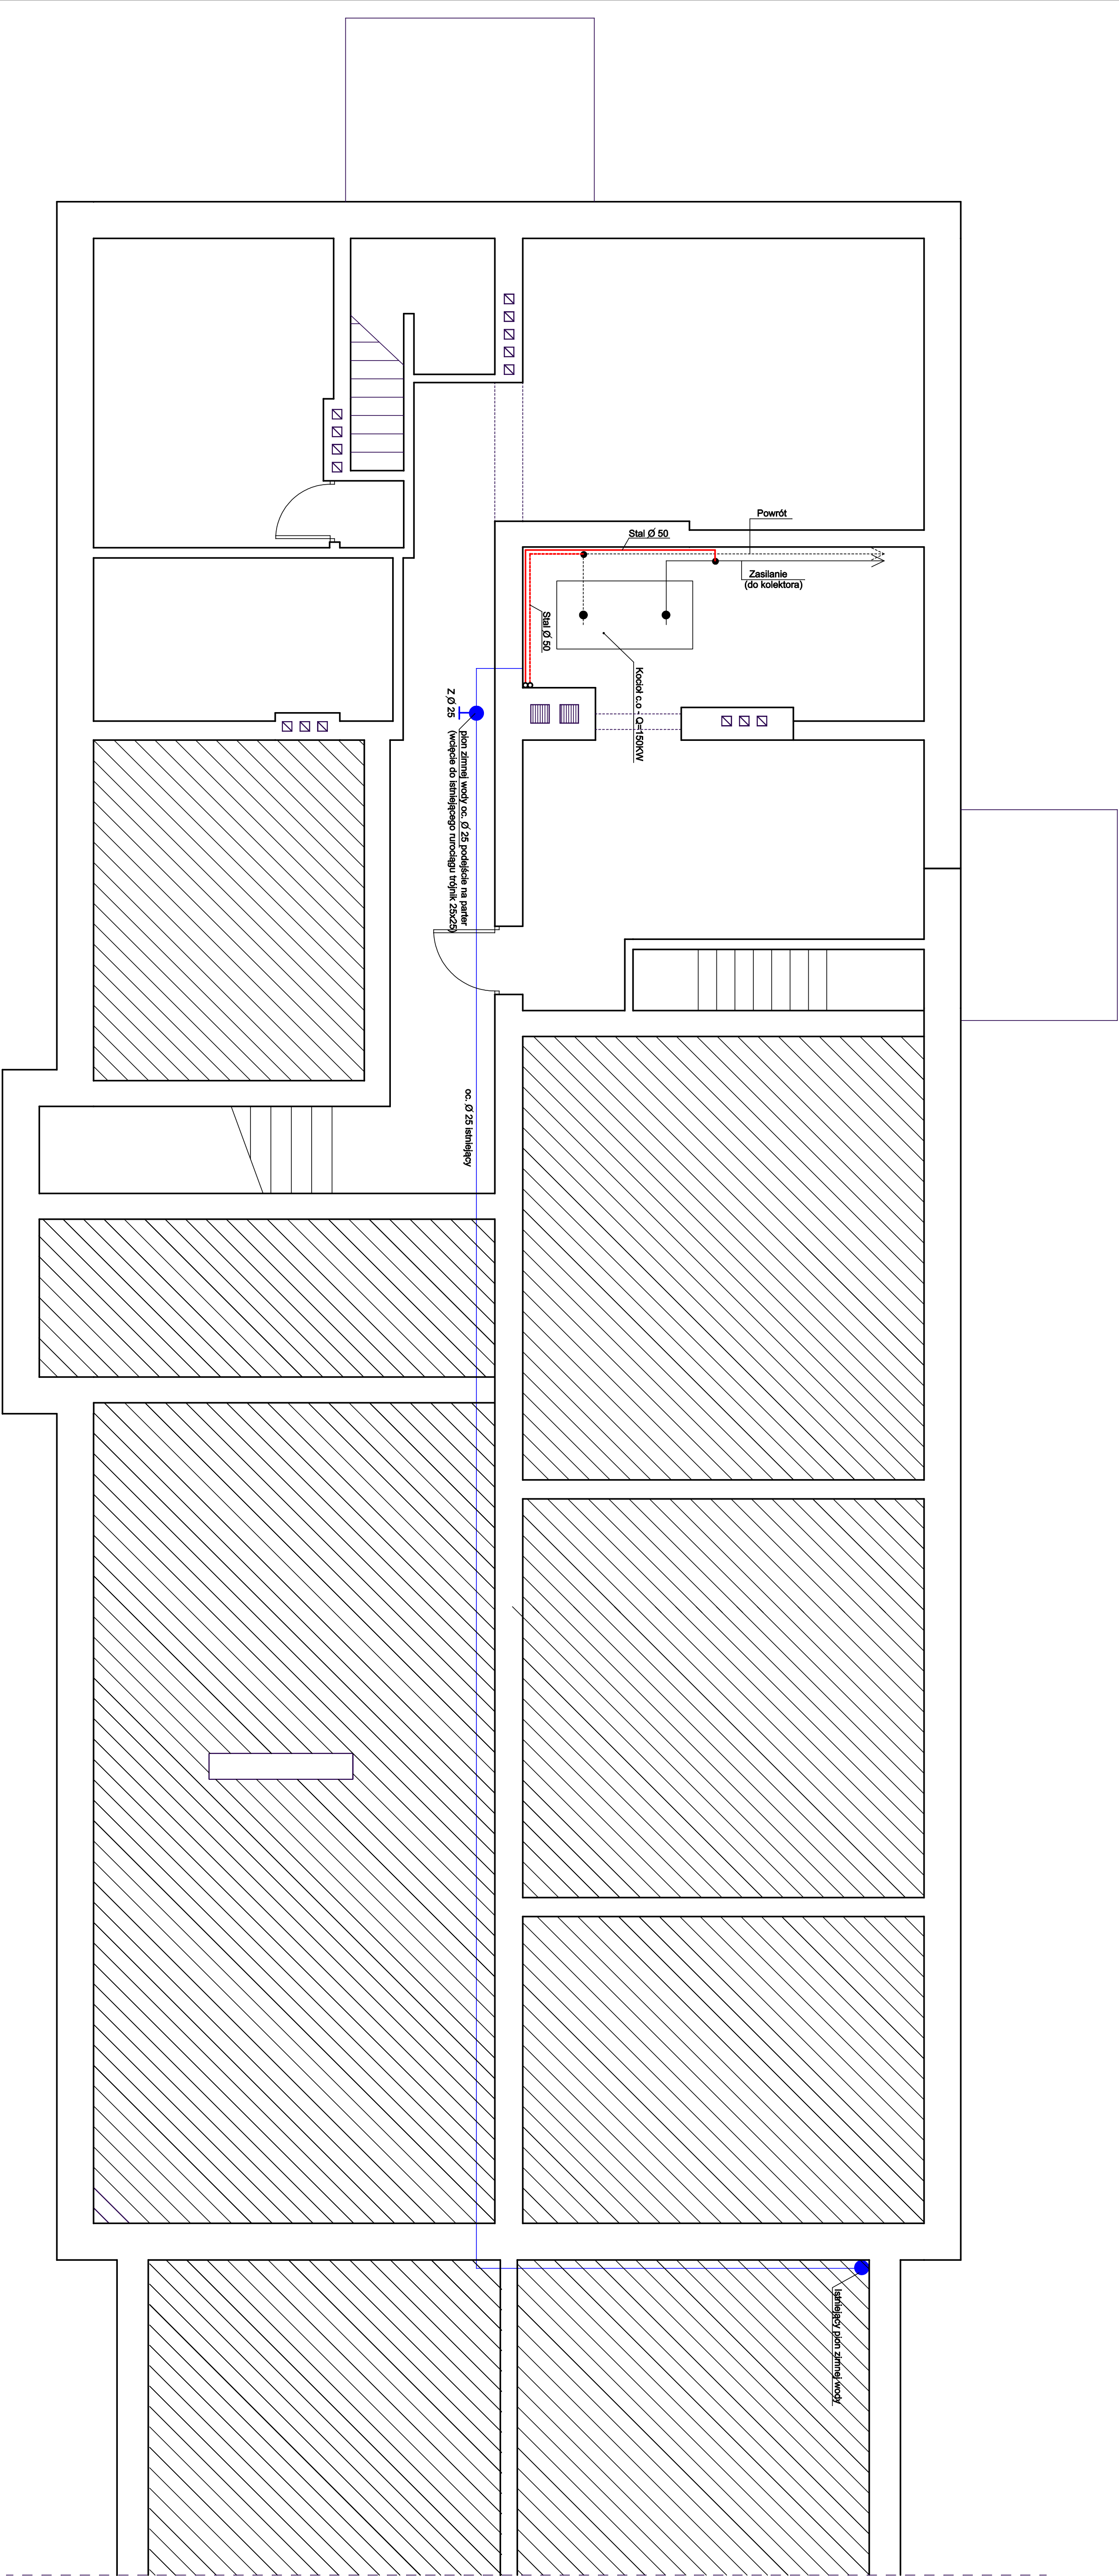 Powrót
Stal Ø 50
Zasilanie
(do kolektora)
Stal Ø 50
Kocioł c.o - Q=150KW
Z Ø 25
pion zimnej wody oc. Ø 25 podejście na parter
(wcięcie do istniejącego rurociągu trójnik 25x25)
oc. Ø 25 istniejący
Istniejący pion zimnej wody